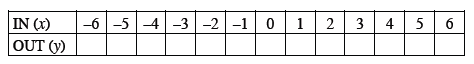 IN (x) –6 –5 –4 –3 –2 –1 0 1 2 3 4 5 6
OUT (y)